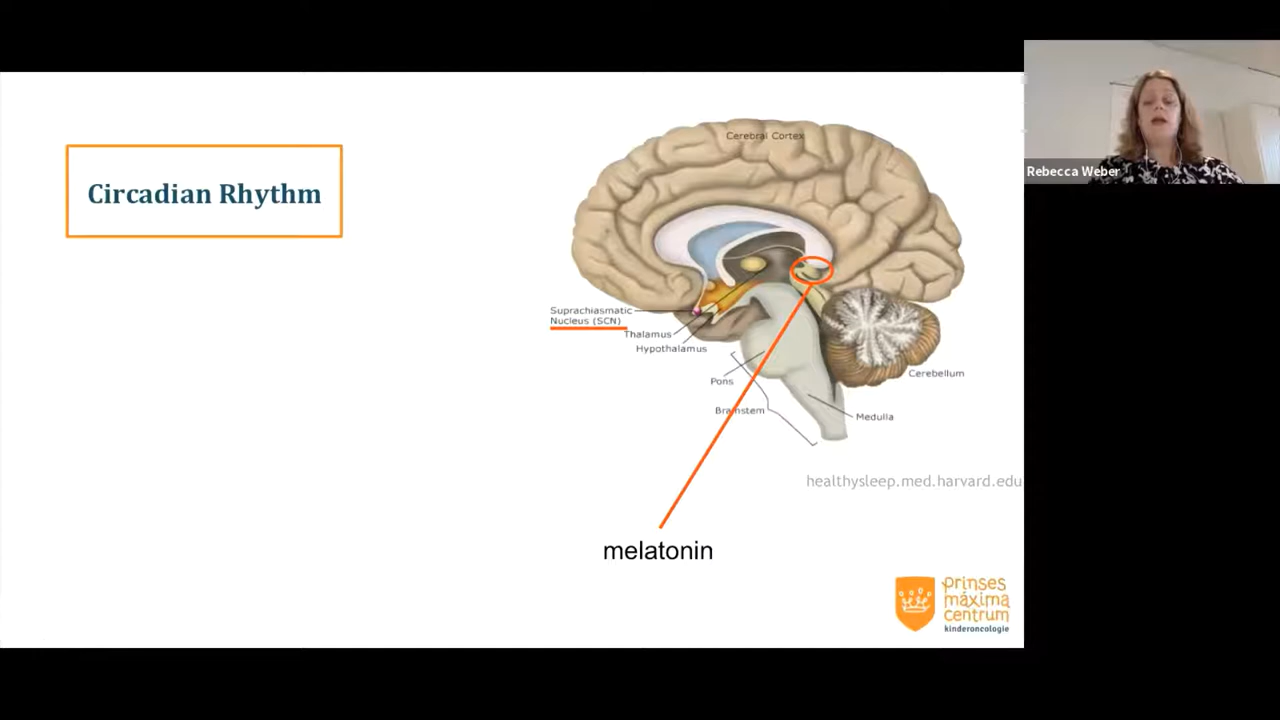 Circadian Rhythm
Cerebral Cortex
Suprachiasmatic
Nucleus (SCN)
Thalamus
Hypothalamus
Pons
Brainstem
Cerebellum
Medulla
healthysleep.med.harvard.edu
melatonin
prinses
máxima
centrum
kinderoncologie
Rebecca Weber